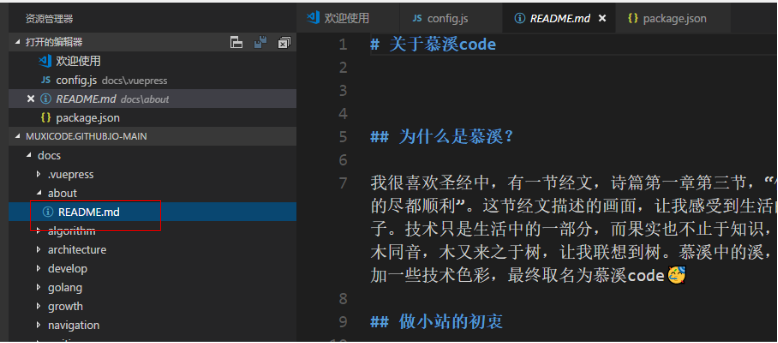 资源管理器
打开的编辑器
欢迎使用
JS config.js docs\.vuepress
README.md docs\about
{} package.json
MUXICODE.GITHUB.IO-MAIN
docs
.vuepress
about
README.md
algorithm
architecture
develop
golang
growth
navigation
欢迎使用
JS config.js
README.md
{} package.json
1 # 关于慕溪code
2
3
4
5 ## 为什么是慕溪？
6
7 我很喜欢圣经中，有一节经文，诗篇第一章第三节，“
的尽都顺利”。这节经文描述的画面，让我感受到生活的
子。技术只是生活中的一部分，而果实也不止于知识，
木同音，木又来之于树，让我联想到树。慕溪中的溪，
加一些技术色彩，最终取名为慕溪code
8
9 ## 做小站的初衷